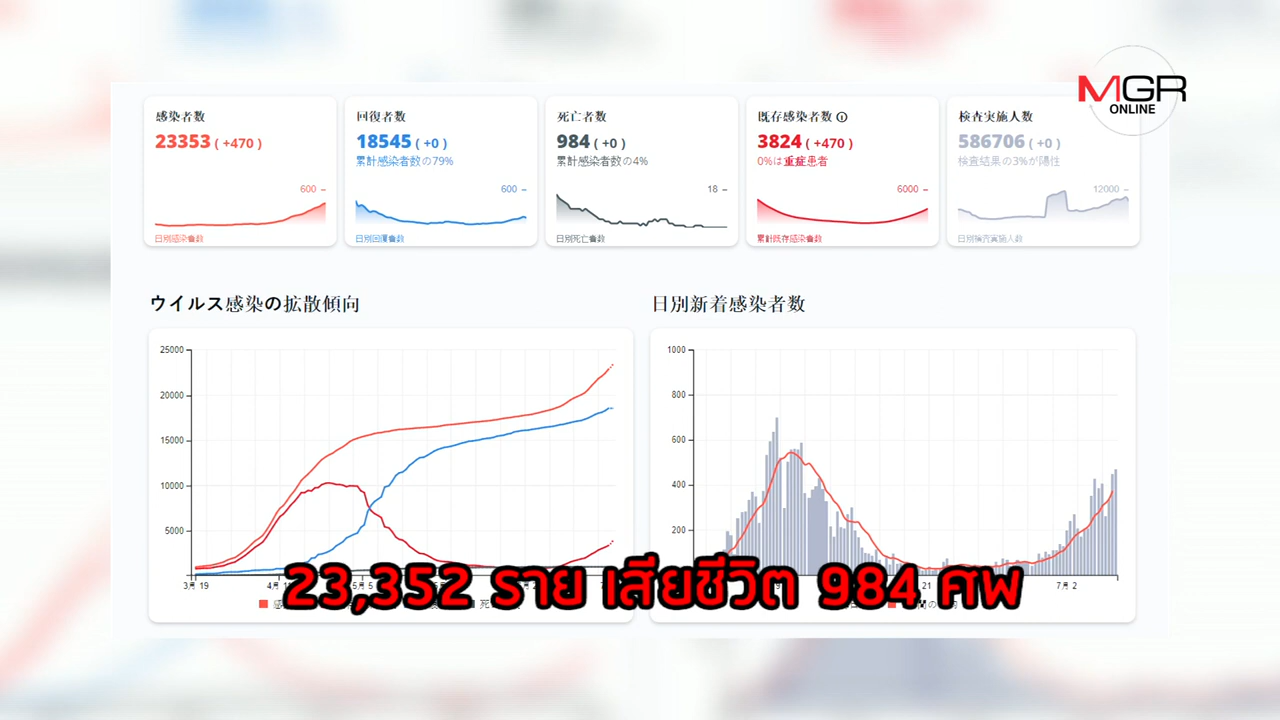 MGR
ONLINE
感染者数
23353 ( +470 )
600
日別感染者数
回復者数
18545 ( +0 )
累計感染者数の79%
600
日別回復者数
死亡者数
984 ( +0 )
累計感染者数の4%
18
日別死亡者数
既存感染者数
3824 ( +470 )
0%は重症患者
6000
累計既存感染者数
検査実施人数
586706 ( +0 )
検査結果の3%が陽性
12000
日別検査実施人数
ウイルス感染の拡散傾向
25000
20000
15000
10000
5000
3月 19
日別新着感染者数
1000
800
600
400
200
21
7月 2
23,352 ราย เสียชีวิต 984 ศพ